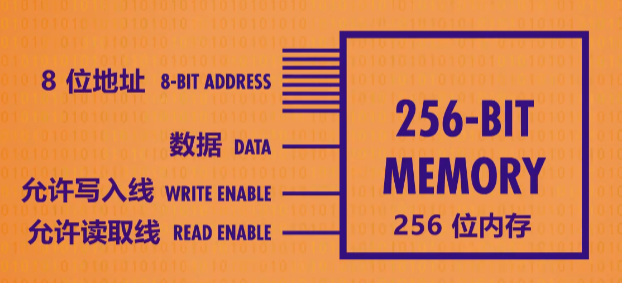 8 位地址 8-BIT ADDRESS
数据 DATA
允许写入线 WRITE ENABLE
允许读取线 READ ENABLE
256-BIT
MEMORY
256 位内存